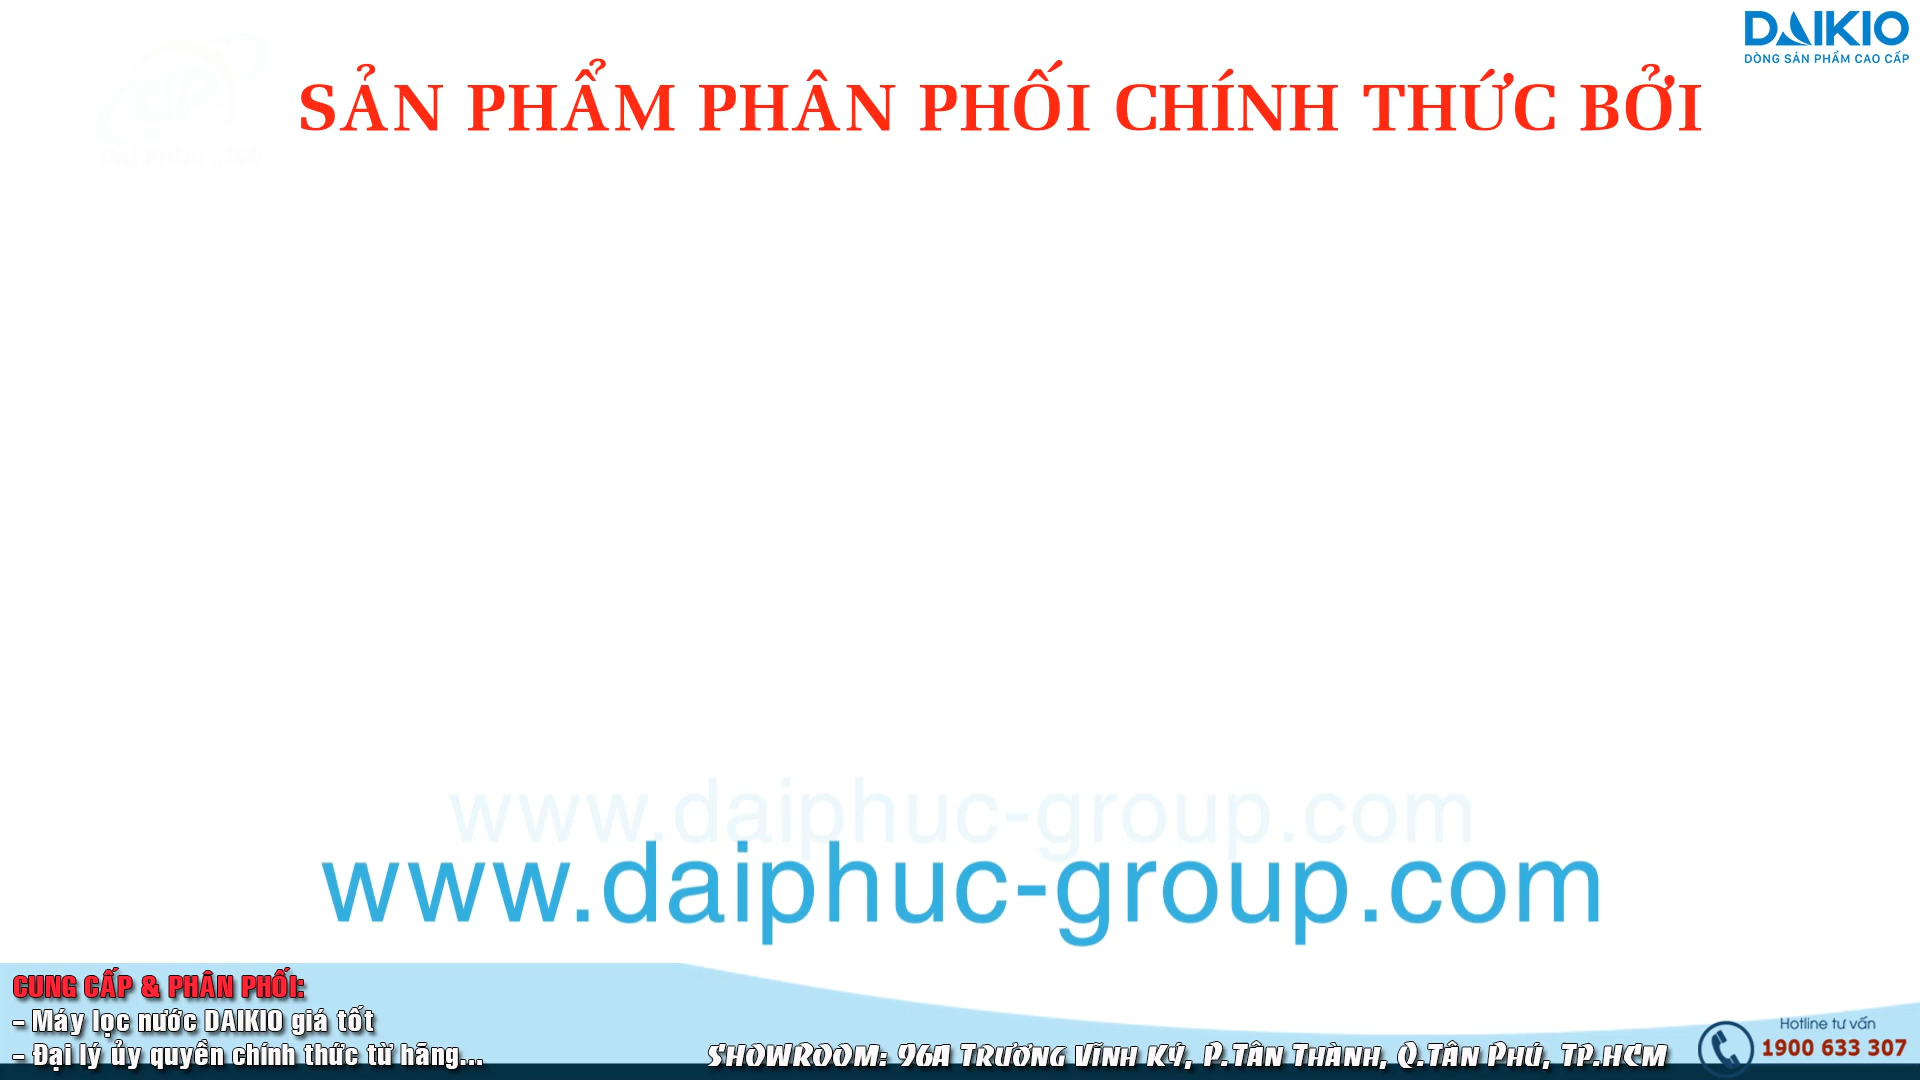 DAIKIO
DÒNG SẢN PHẨM CAO CẤP
SẢN PHẨM PHÂN PHỐI CHÍNH THỨC BỞI
www.daiphuc-group.com
www.daiphuc-group.com
CUNG CẤP & PHÂN PHỐI:
- Máy lọc nước DAIKIO giá tốt
- Đại lý ủy quyền chính thức từ hãng...
SHOWROOM: 96A TRƯƠNG VĨNH KÝ, P.TÂN THÀNH, Q.TÂN PHÚ, TP.HCM
Hotline tư vấn
1900 633 307